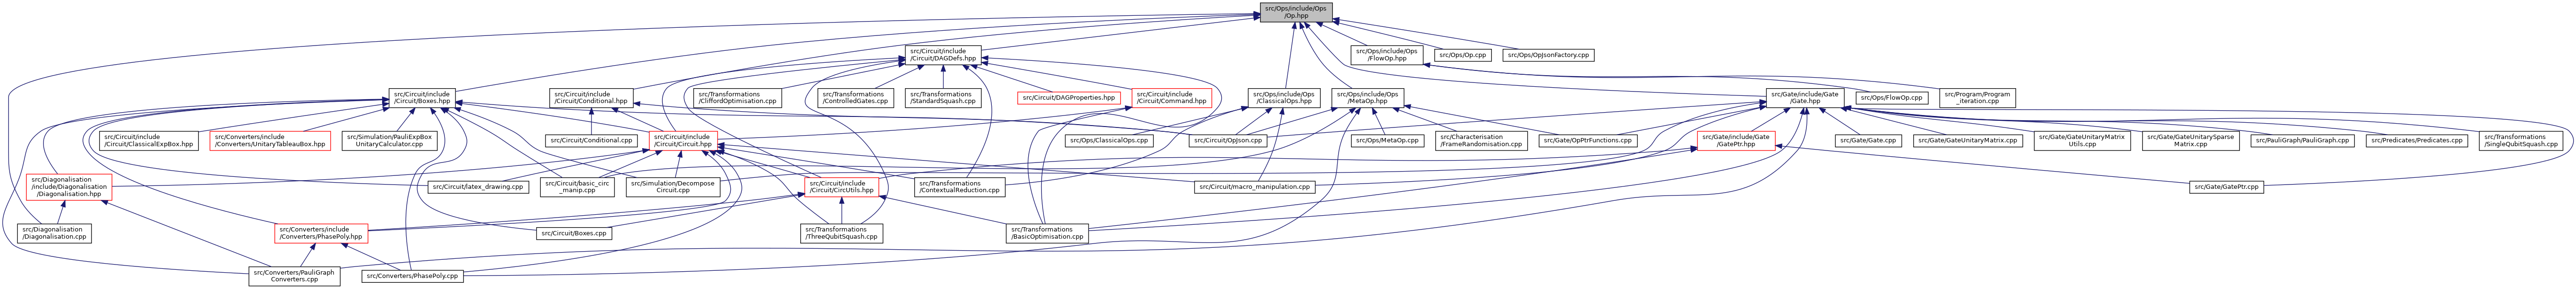 src/Ops/include/Ops
/Op.hpp
src/Circuit/include
/Circuit/DAGDefs.hpp
src/Ops/include/Ops
/FlowOp.hpp
src/Ops/Op.cpp
src/Ops/OpJsonFactory.cpp
src/Circuit/include
/Circuit/Boxes.hpp
src/Circuit/include
/Circuit/Conditional.hpp
src/Transformations
/CliffordOptimisation.cpp
src/Transformations
/ControlledGates.cpp
src/Transformations
/StandardSquash.cpp
src/Circuit/DAGProperties.hpp
src/Circuit/include
/Circuit/Command.hpp
src/Ops/include/Ops
/ClassicalOps.hpp
src/Ops/include/Ops
/MetaOp.hpp
src/Gate/include/Gate
/Gate.hpp
src/Ops/FlowOp.cpp
src/Program/Program
_iteration.cpp
src/Circuit/include
/Circuit/ClassicalExpBox.hpp
src/Converters/include
/Converters/UnitaryTableauBox.hpp
src/Simulation/PauliExpBox
UnitaryCalculator.cpp
src/Circuit/Conditional.cpp
src/Circuit/include
/Circuit/Circuit.hpp
src/Ops/ClassicalOps.cpp
src/Circuit/OpJson.cpp
src/Ops/MetaOp.cpp
src/Characterisation
/FrameRandomisation.cpp
src/Gate/OpPtrFunctions.cpp
src/Gate/include/Gate
/GatePtr.hpp
src/Gate/Gate.cpp
src/Gate/GateUnitaryMatrix.cpp
src/Gate/GateUnitaryMatrix
Utils.cpp
src/Gate/GateUnitarySparse
Matrix.cpp
src/PauliGraph/PauliGraph.cpp
src/Predicates/Predicates.cpp
src/Transformations
/SingleQubitSquash.cpp
src/Diagonalisation
/include/Diagonalisation
/Diagonalisation.hpp
src/Circuit/latex_drawing.cpp
src/Circuit/basic_circ
_manip.cpp
src/Simulation/Decompose
Circuit.cpp
src/Circuit/include
/Circuit/CircUtils.hpp
src/Transformations
/ContextualReduction.cpp
src/Circuit/macro_manipulation.cpp
src/Gate/GatePtr.cpp
src/Diagonalisation
/Diagonalisation.cpp
src/Converters/include
/Converters/PhasePoly.hpp
src/Circuit/Boxes.cpp
src/Transformations
/ThreeQubitSquash.cpp
src/Transformations
/BasicOptimisation.cpp
src/Converters/PauliGraph
Converters.cpp
src/Converters/PhasePoly.cpp